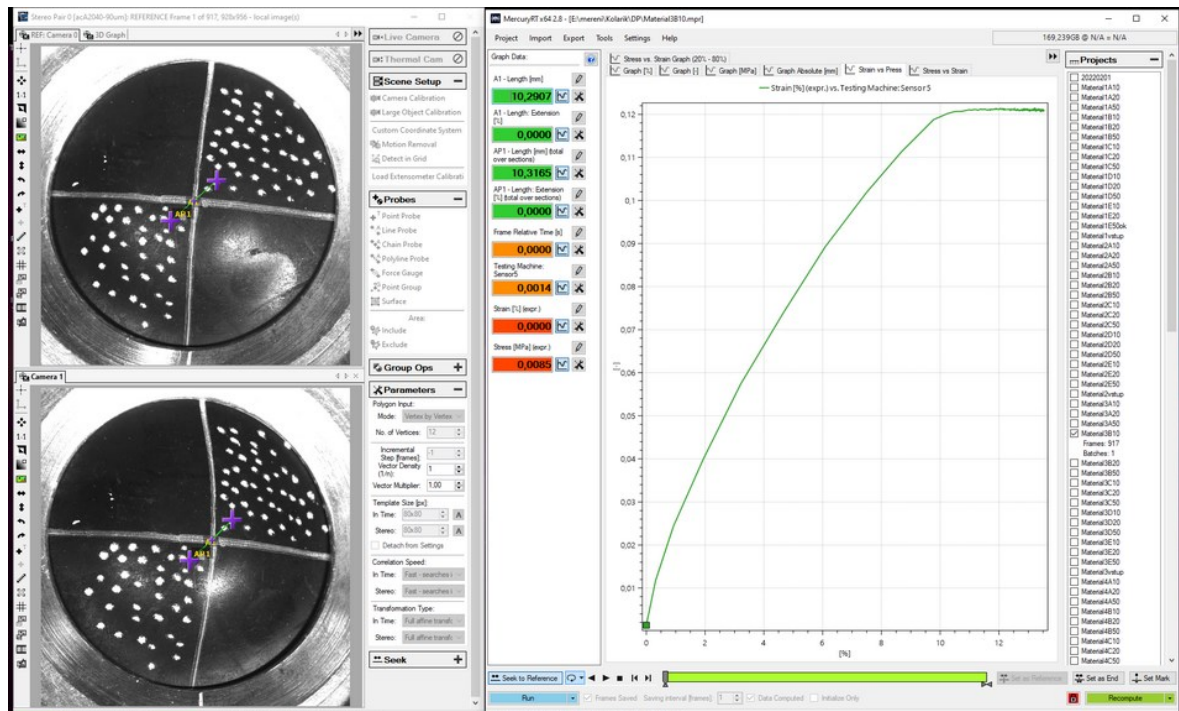 Stereo Pair 0 (acA2040-90um): REFERENCE Frame 1 of 917, 920x956 - local image(s)
REF: Camera 0
3D Graph
1:1
AP1
Camera 1
1:1
AP1
Live Camera
Thermal Cam
Scene Setup
Camera Calibration
Large Object Calibration
Custom Coordinate System
Motion Removal
Detect in Grid
Load Extensometer Calibrati
Probes
Point Probe
Line Probe
Chain Probe
Polyline Probe
Force Gauge
Point Group
Surface
Area:
Include
Exclude
Group Ops
Parameters
Polygon Input:
Mode: Vertex by Vertex
No. of Vertices: 12
Incremental
Step [frames]: -1
Vector Density
(1/n): 1
Vector Multiplier: 1,00
Template Size [px]:
In Time: 80x80 A
Stereo: 80x80 A
Detach from Settings
Correlation Speed:
In Time: Fast - searches i
Stereo: Fast - searches i
Transformation Type:
In Time: Full affine transf
Stereo: Full affine transf
Seek
MercuryRT x64 2.8 - [E:\mereni\Kolarik\DP\Material3B10.mpr]
Project Import Export Tools Settings Help
169,239GB @ N/A = N/A
Graph Data:
A1 - Length [mm]
10,2907
A1 - Length: Extension
[%]
0,0000
AP1 - Length [mm] (total
over sections)
10,3165
AP1 - Length: Extension
[%] (total over sections)
0,0000
Frame Relative Time [s]
0,0000
Testing Machine:
Sensor5
0,0014
Strain [%] (expr.)
0,0000
Stress [MPa] (expr.)
0,0085
Stress vs. Strain Graph (20% - 80%)
Graph [%] Graph [-] Graph [MPa] Graph Absolute [mm] Strain vs Press Stress vs Strain
Strain [%] (expr.) vs. Testing Machine: Sensor5
0,12
0,11
0,1
0,09
0,08
0,07
0,06
0,05
0,04
0,03
0,02
0,01
[-]
0 2 4 6 8 10 12
[%]
Projects
20220201
Material1A10
Material1A20
Material1A50
Material1B10
Material1B20
Material1B50
Material1C10
Material1C20
Material1C50
Material1D10
Material1D20
Material1D50
Material1E10
Material1E20
Material1E50ok
Material1vstup
Material2A10
Material2A20
Material2A50
Material2B10
Material2B20
Material2B50
Material2C10
Material2C20
Material2C50
Material2D10
Material2D20
Material2D50
Material2E10
Material2E20
Material2E50
Material2vstup
Material3A10
Material3A20
Material3A50
Material3B10
Frames: 917
Batches: 1
Material3B20
Material3B50
Material3C10
Material3C20
Material3C50
Material3D10
Material3D20
Material3D50
Material3E10
Material3E20
Material3E50
Material3vstup
Material4A10
Material4A20
Material4A50
Material4B10
Material4B20
Material4B50
Material4C10
Material4C20
Material4C50
Seek to Reference
Set as Reference
Set as End
Set Mark
Run
Frames Saved
Saving interval [frames]: 1
Data Computed
Initialize Only
Recompute